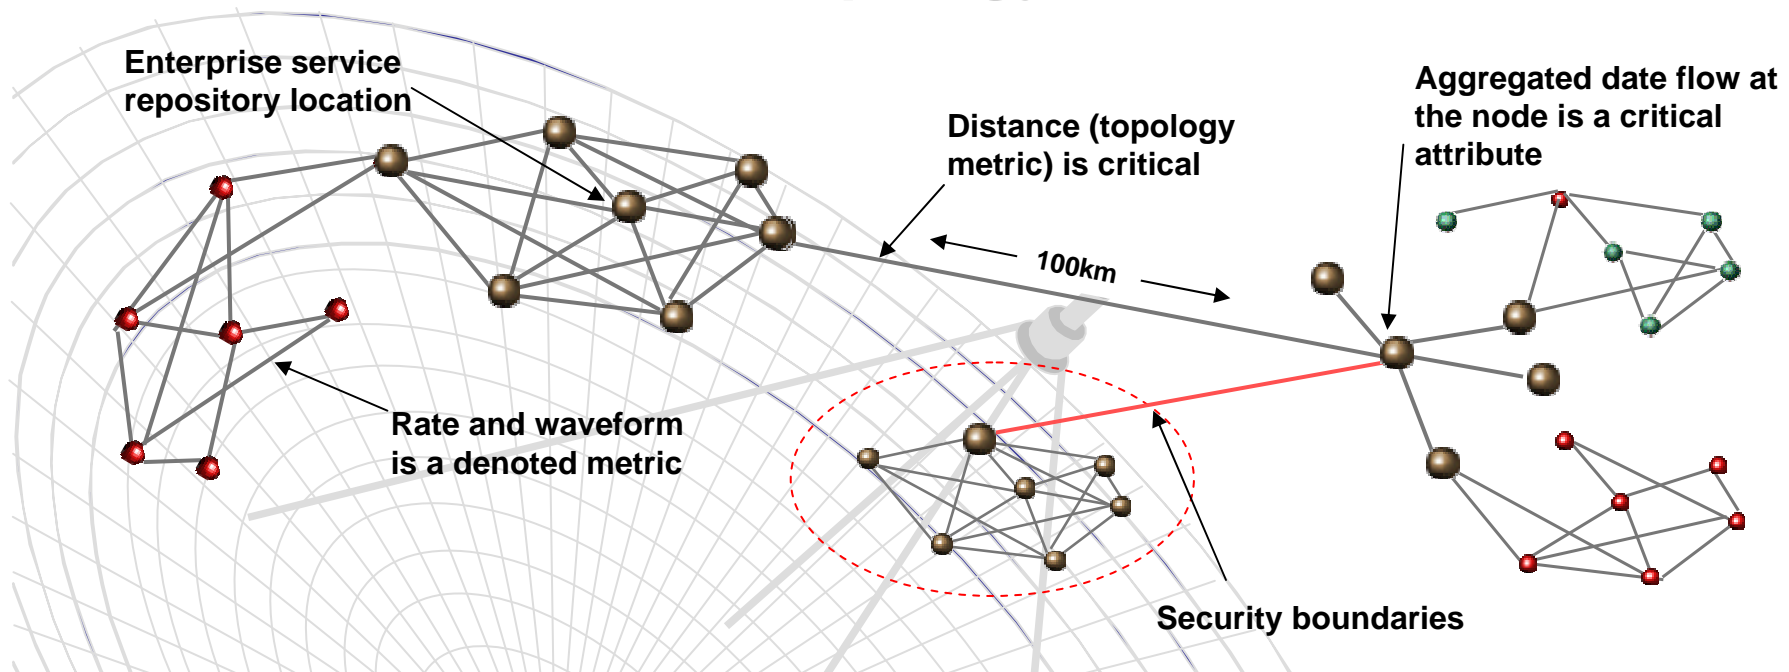 Enterprise service
repository location
Distance (topology
metric) is critical
Aggregated date flow at
the node is a critical
attribute
100km
Rate and waveform
is a denoted metric
Security boundaries